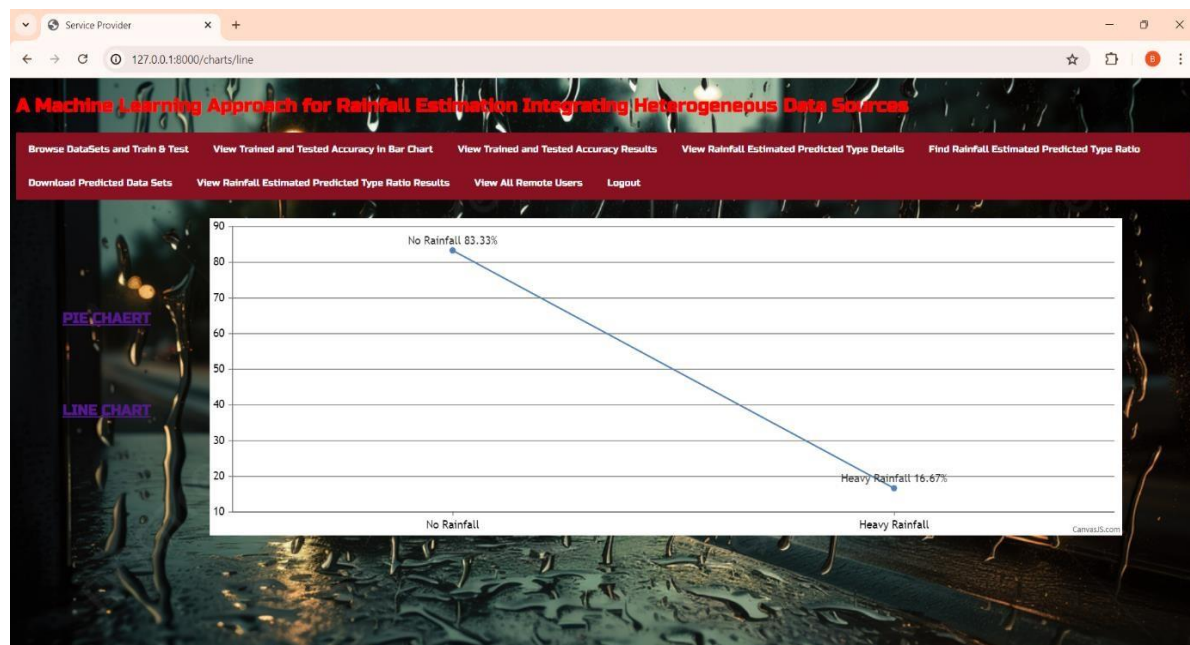 Service Provider
127.0.0.1:8000/charts/line
B
A Machine Learning Approach for Rainfall Estimation Integrating Heterogeneous Data Sources
Browse DataSets and Train & Test View Trained and Tested Accuracy in Bar Chart View Trained and Tested Accuracy Results View Rainfall Estimated Predicted Type Details Find Rainfall Estimated Predicted Type Ratio
Download Predicted Data Sets View Rainfall Estimated Predicted Type Ratio Results View All Remote Users Logout
PIE CHAERT
LINE CHART
90
No Rainfall 83.33%
80
70
60
50
40
30
20
Heavy Rainfall 16.67%
10
No Rainfall Heavy Rainfall
CanvasJS.com